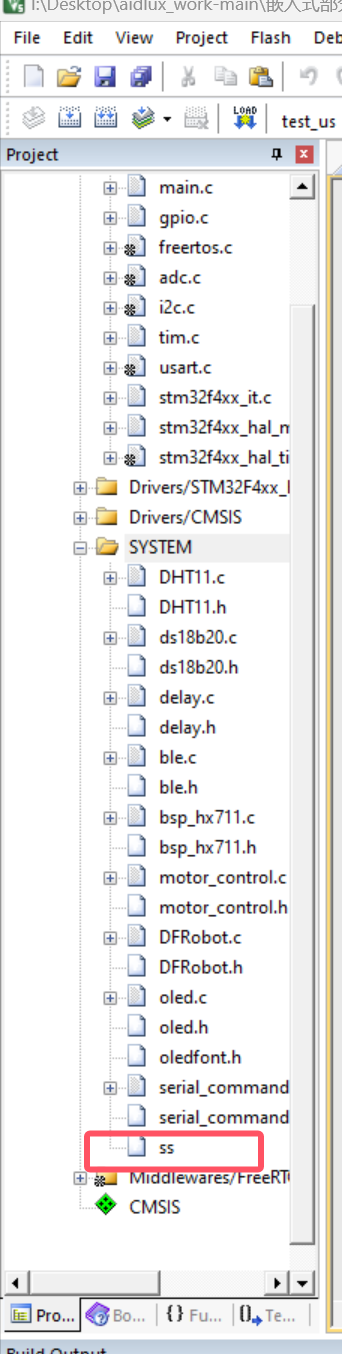 I:\Desktop\aidlux_work-main\嵌入式部
File Edit View Project Flash Deb
LOAD
test_us
Project
main.c
gpio.c
freertos.c
adc.c
i2c.c
tim.c
usart.c
stm32f4xx_it.c
stm32f4xx_hal_m
stm32f4xx_hal_ti
Drivers/STM32F4xx_
Drivers/CMSIS
SYSTEM
DHT11.c
DHT11.h
ds18b20.c
ds18b20.h
delay.c
delay.h
ble.c
ble.h
bsp_hx711.c
bsp_hx711.h
motor_control.c
motor_control.h
DFRobot.c
DFRobot.h
oled.c
oled.h
oledfont.h
serial_command
serial_command
ss
Middlewares/FreeRT
CMSIS
Pro... Bo... {} Fu... Te...
Build Output